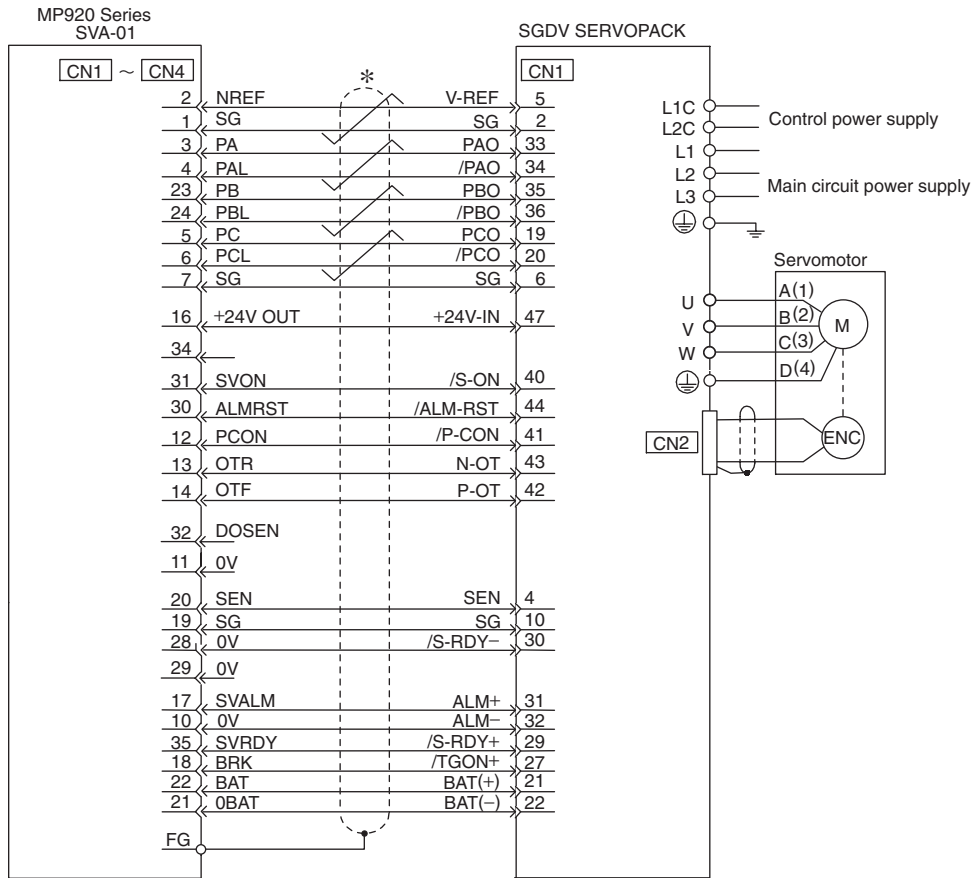 MP920 Series
SVA-01
SGDV SERVOPACK
CN1 ~ CN4
*
CN1
2 NREF V-REF 5
1 SG SG 2
3 PA PAO 33
4 PAL /PAO 34
23 PB PBO 35
24 PBL /PBO 36
5 PC PCO 19
6 PCL /PCO 20
7 SG SG 6
16 +24V OUT +24V-IN 47
34
31 SVON /S-ON 40
30 ALMRST /ALM-RST 44
12 PCON /P-CON 41
13 OTR N-OT 43
14 OTF P-OT 42
32 DOSEN
11 0V
20 SEN SEN 4
19 SG SG 10
28 0V /S-RDY− 30
29 0V
17 SVALM ALM+ 31
10 0V ALM− 32
35 SVRDY /S-RDY+ 29
18 BRK /TGON+ 27
22 BAT BAT(+) 21
21 0BAT BAT(−) 22
FG
L1C
L2C
Control power supply
L1
L2
L3
Main circuit power supply
Servomotor
U A(1)
V B(2)
W C(3)
D(4)
M
CN2
ENC